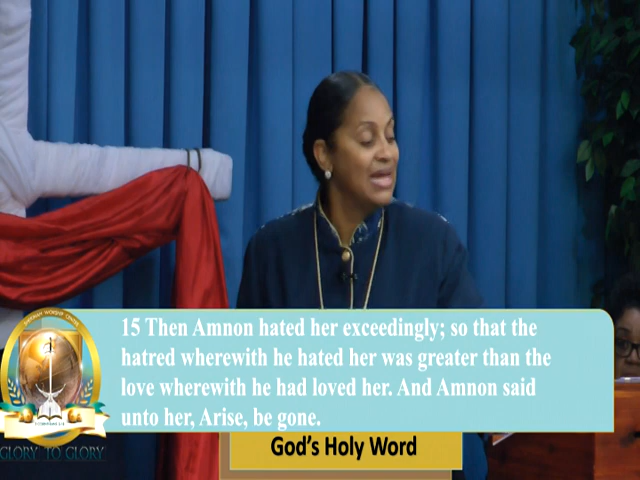 15 Then Amnon hated her exceedingly; so that the
hatred wherewith he hated her was greater than the
love wherewith he had loved her. And Amnon said
unto her, Arise, be gone.
God's Holy Word
WORSHIP
GLORY TO GLORY